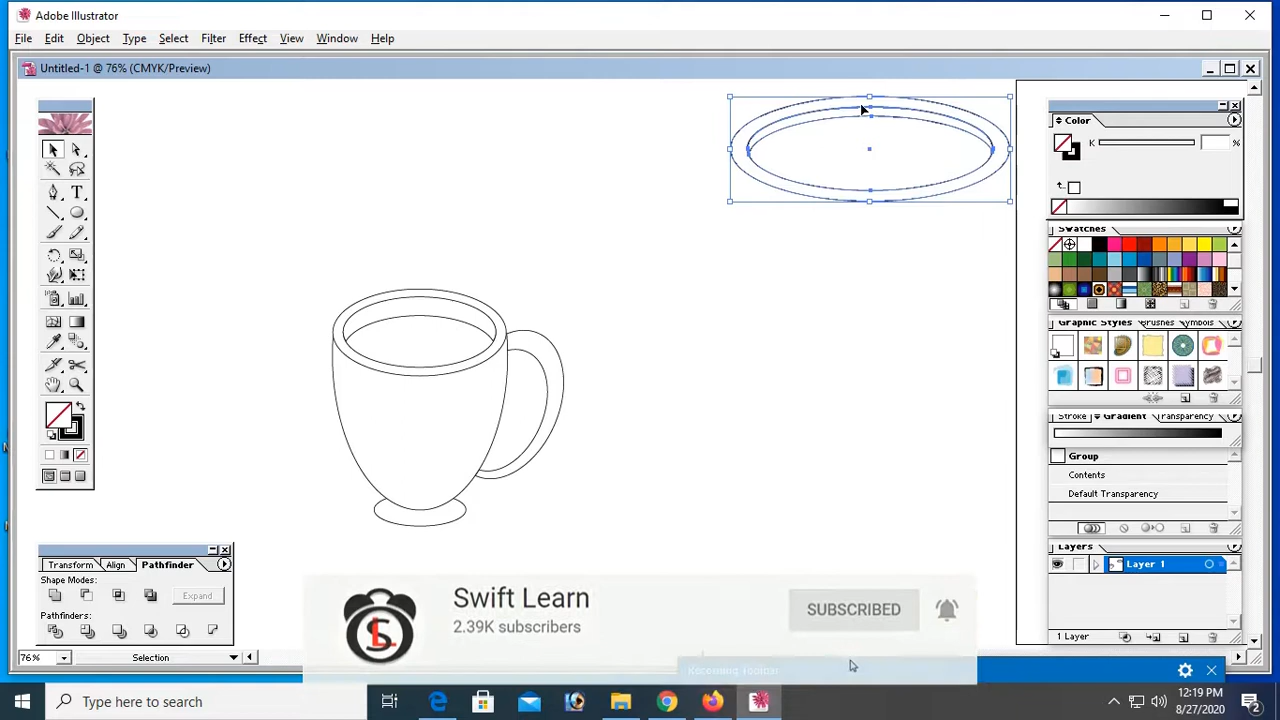 Adobe Illustrator
File Edit Object Type Select Filter Effect View Window Help
Untitled-1 @ 76% (CMYK/Preview)
Color
K %
Swatches
Graphic Styles Brushes Symbols
Stroke Gradient Transparency
Group
Contents
Default Transparency
Layers
Layer 1
1 Layer
Transform Align Pathfinder
Shape Modes:
Expand
Pathfinders:
76% Selection
Swift Learn
2.39K subscribers
SUBSCRIBED
Recording Toolbar
Type here to search
12:19 PM
8/27/2020
2